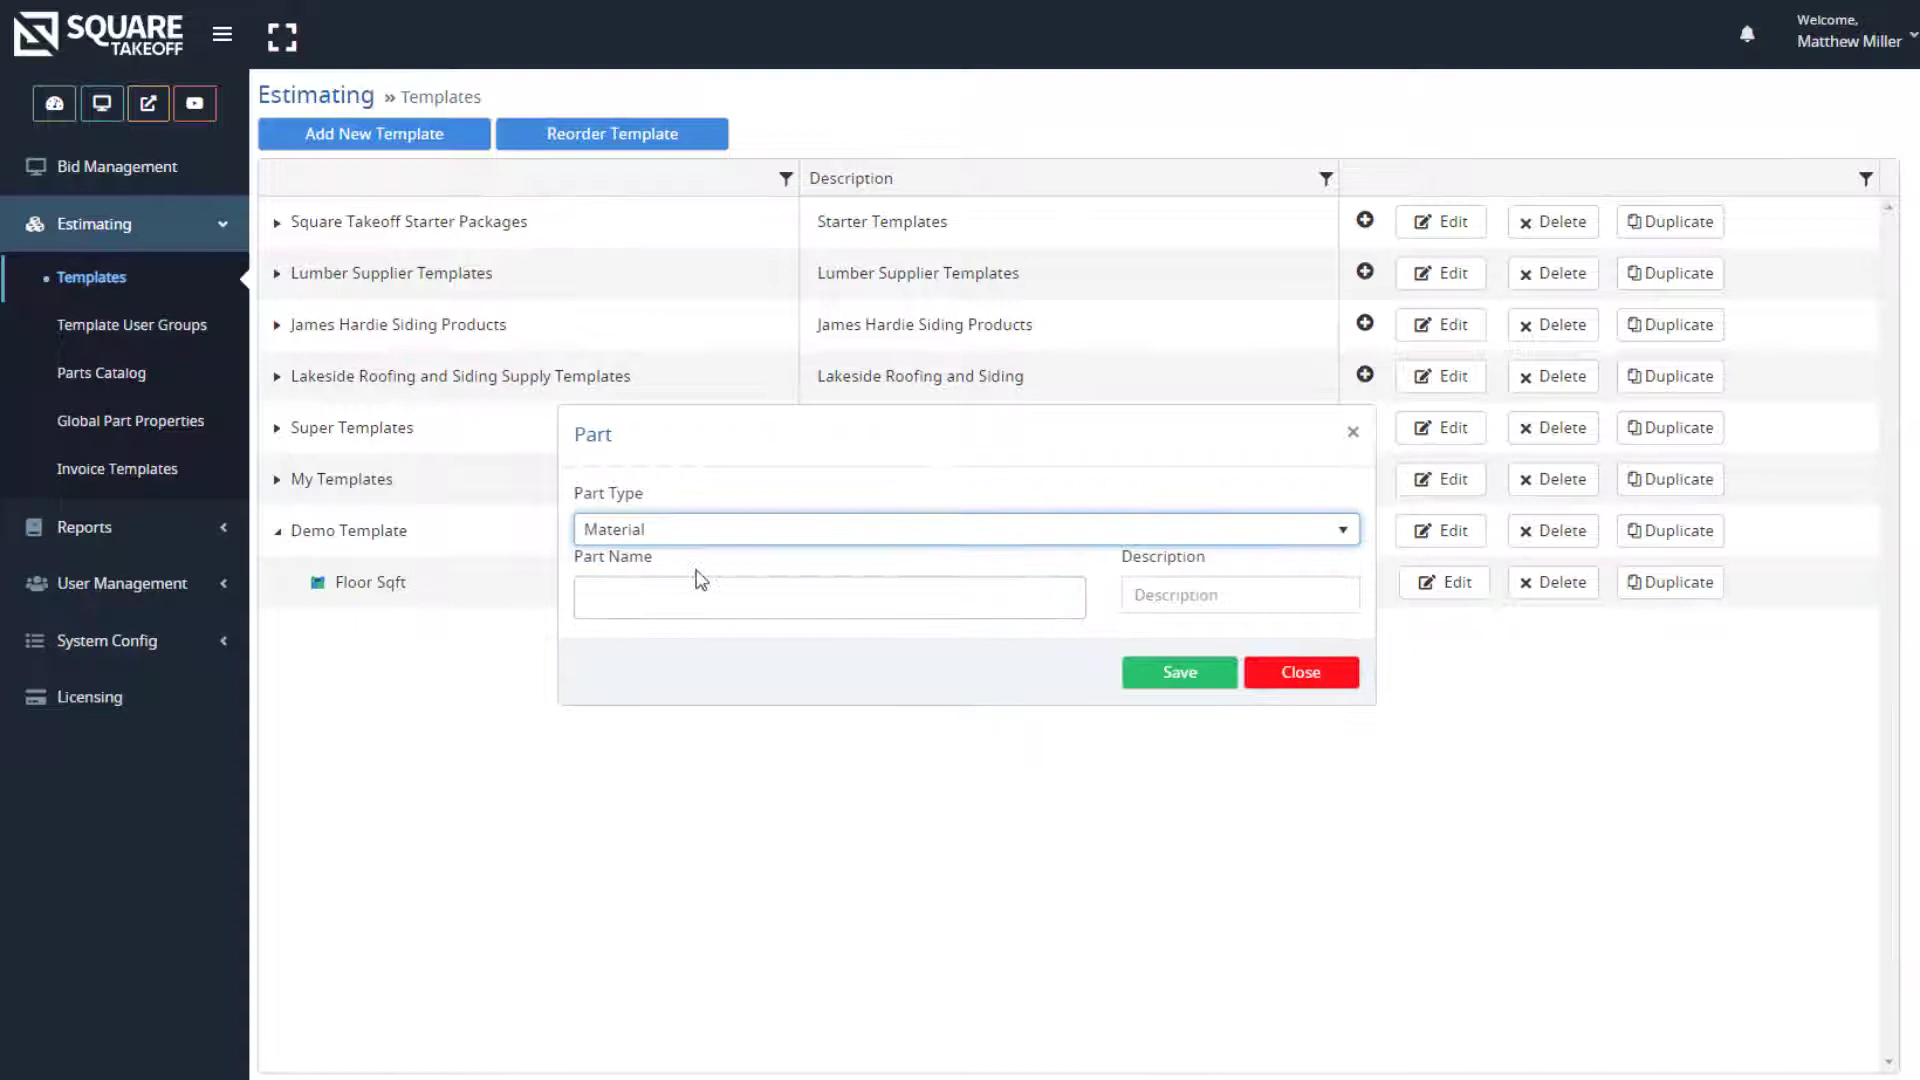 SQUARE
TAKEOFF
Welcome,
Matthew Miller
Bid Management
Estimating
Templates
Template User Groups
Parts Catalog
Global Part Properties
Invoice Templates
Reports
User Management
System Config
Licensing
Estimating » Templates
Add New Template
Reorder Template
Description
Square Takeoff Starter Packages Starter Templates Edit Delete Duplicate
Lumber Supplier Templates Lumber Supplier Templates Edit Delete Duplicate
James Hardie Siding Products James Hardie Siding Products Edit Delete Duplicate
Lakeside Roofing and Siding Supply Templates Lakeside Roofing and Siding Edit Delete Duplicate
Super Templates Edit Delete Duplicate
My Templates Edit Delete Duplicate
Demo Template Edit Delete Duplicate
Floor Sqft Edit Delete Duplicate
Part
Part Type
Material
Part Name Description
Description
Save Close